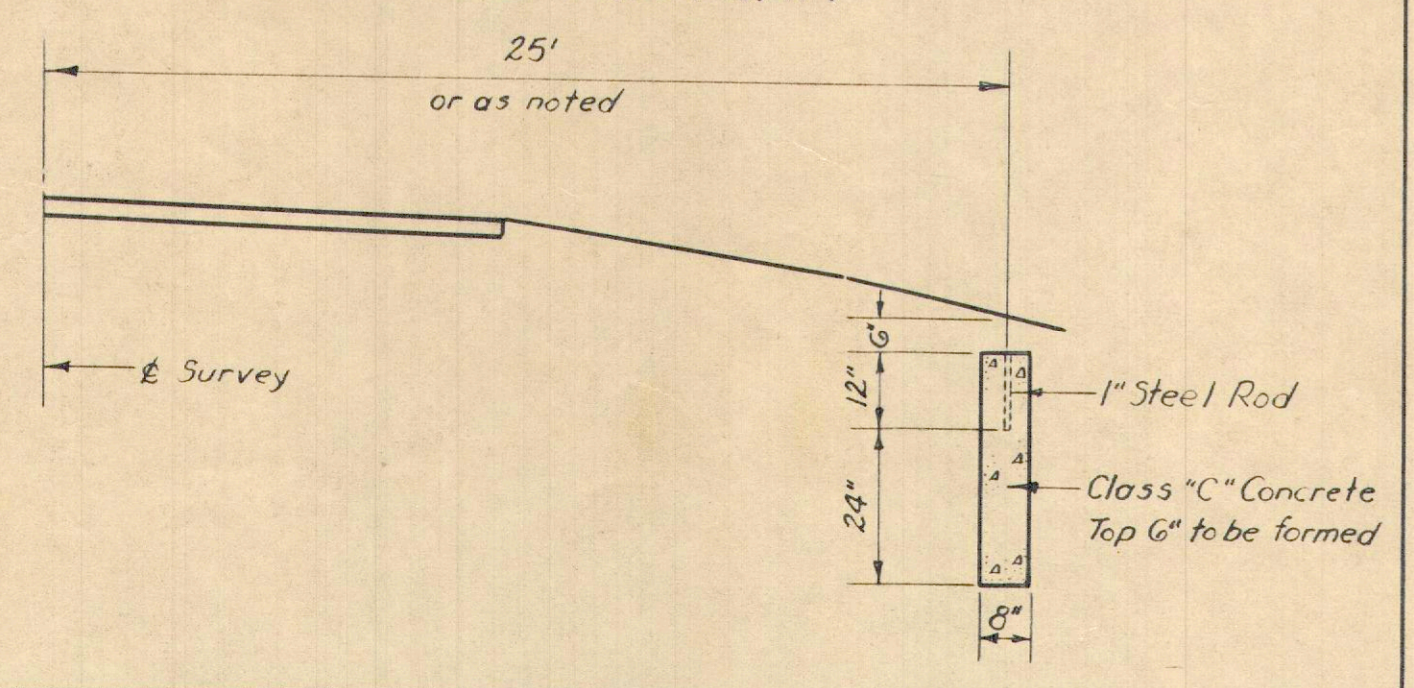 25'
or as noted
℄ Survey
6"
12"
1" Steel Rod
24"
Class "C" Concrete
Top 6" to be formed
8"